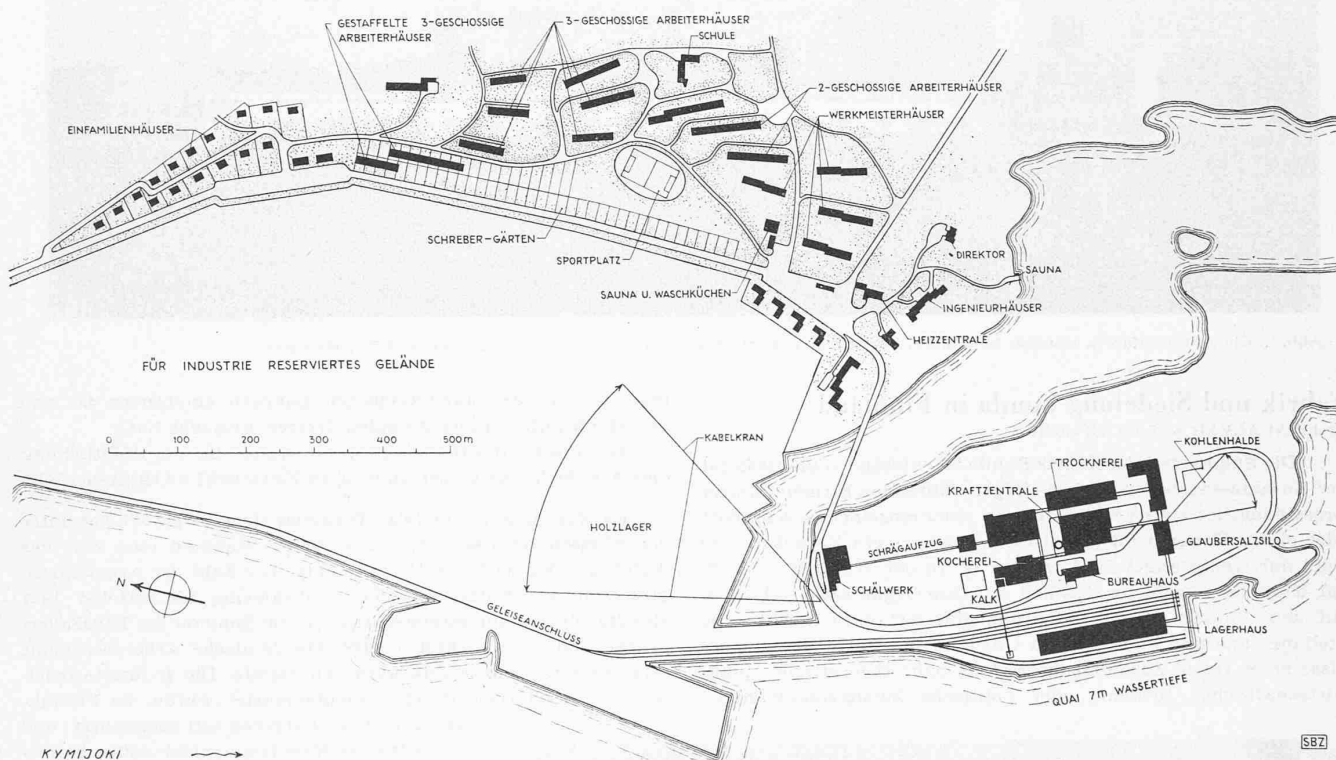 GESTAFFELTE 3-GESCHOSSIGE
ARBEITERHÄUSER
3-GESCHOSSIGE ARBEITERHÄUSER
SCHULE
2-GESCHOSSIGE ARBEITERHÄUSER
WERKMEISTERHÄUSER
EINFAMILIENHÄUSER
SCHREBER-GÄRTEN
SPORTPLATZ
SAUNA U. WASCHKÜCHEN
DIREKTOR
SAUNA
INGENIEURHÄUSER
HEIZZENTRALE
FÜR INDUSTRIE RESERVIERTES GELÄNDE
0 100 200 300 400 500 m
KABELKRAN
HOLZLAGER
KOHLENHALDE
TROCKNEREI
KRAFTZENTRALE
SCHRÄGAUFZUG
GLAUBERSALZSILO
KOCHEREI
BUREAUHAUS
SCHÄLWERK
KALK
N
GELEISEANSCHLUSS
LAGERHAUS
QUAI 7m WASSERTIEFE
KYMIJOKI
SBZ